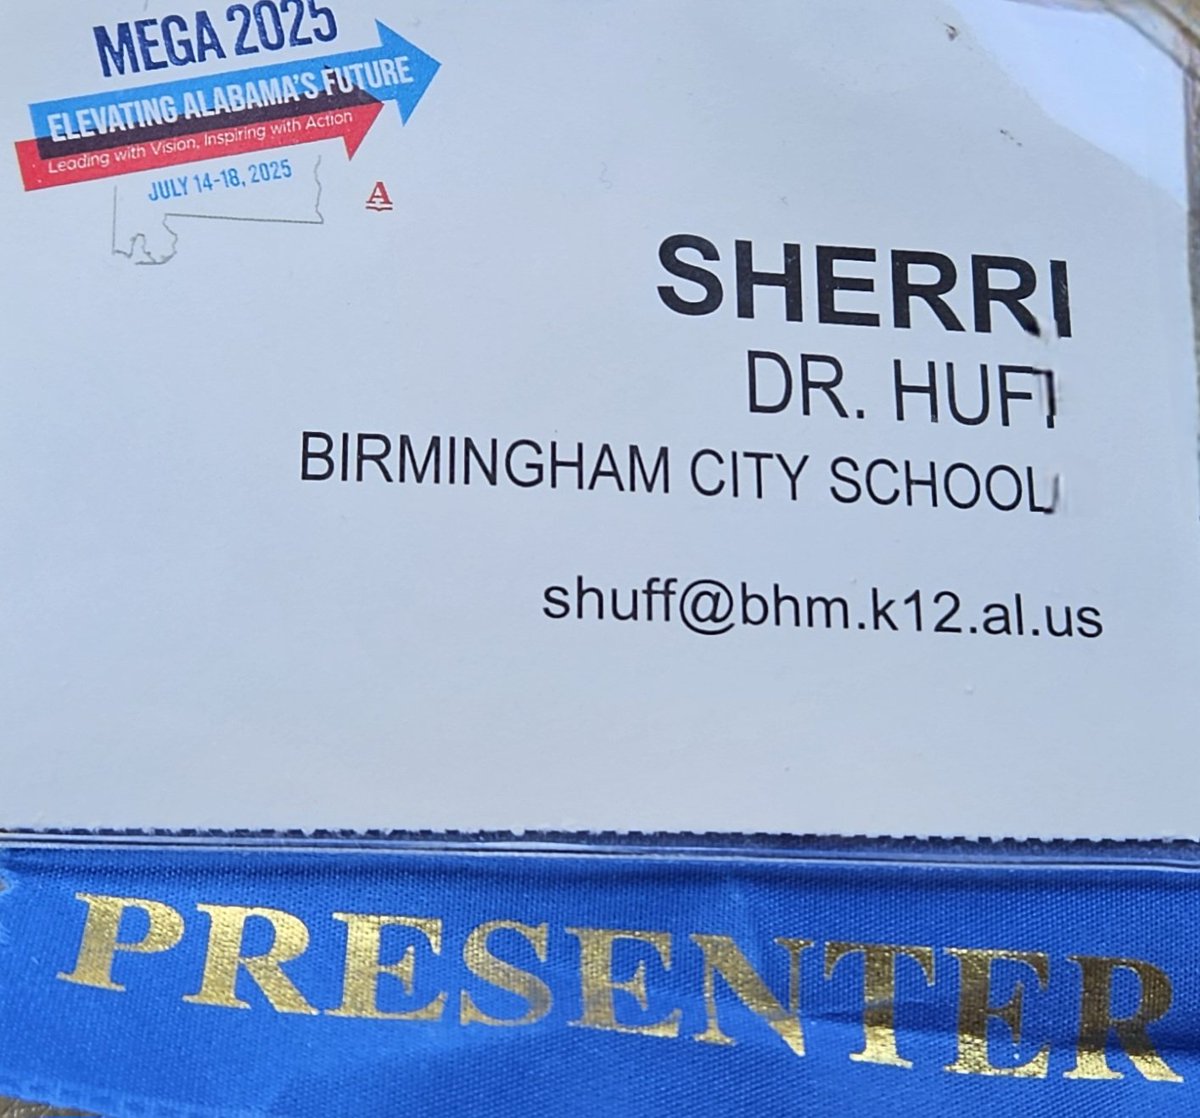 MEGA 2025
ELEVATING ALABAMA'S FUTURE
Leading with Vision, Inspiring with Action
JULY 14-18, 2025
A
SHERRI
DR.
BIRMINGHAM CITY SCHOOL
shuff@bhm.k12.al.us
PRESENTER